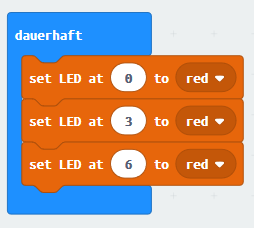 dauerhaft
set LED at 0 to red
set LED at 3 to red
set LED at 6 to red